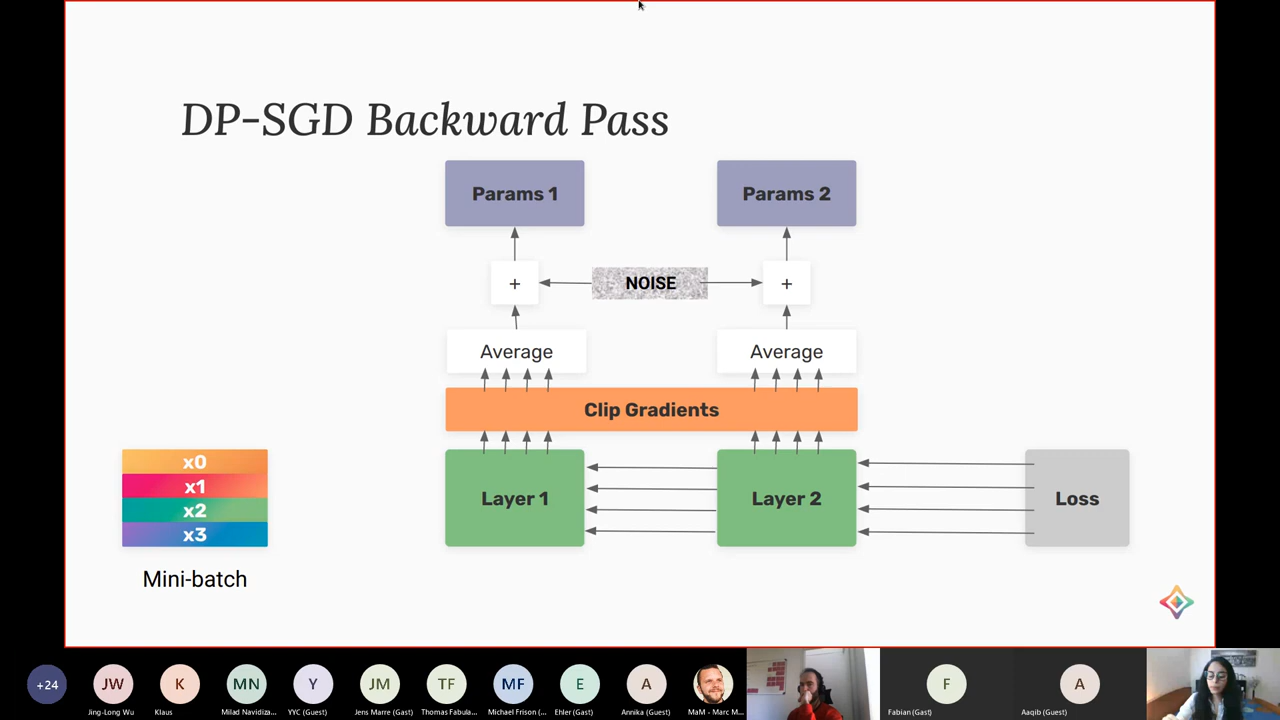 DP-SGD Backward Pass
Params 1
Params 2
+
NOISE
+
Average
Average
Clip Gradients
x0
x1
x2
x3
Layer 1
Layer 2
Loss
Mini-batch
+24
JW
K
MN
Y
JM
TF
MF
E
A
F
A
Jing-Long Wu
Klaus
Milad Navidiza...
YYC (Guest)
Jens Marre (Gast)
Thomas Fabula...
Michael Frison (...
Ehler (Guest)
Annika (Guest)
MaM - Marc M...
Fabian (Gast)
Aaqib (Guest)